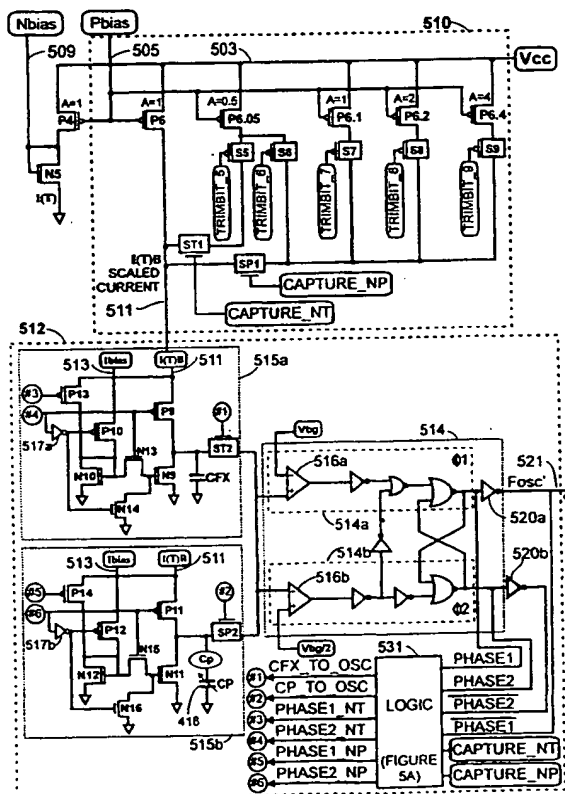 Nbias Pbias
509 505 503 510
Vcc
A=1 A=1 A=0.5 A=1 A=2 A=4
P4 P6 P6.05 P6.1 P6.2 P6.4
N5 S5 S6 S7 S8 S9
I(T)
TRIMBIT_5 TRIMBIT_6 TRIMBIT_7 TRIMBIT_8 TRIMBIT_9
ST1
I(T)B
SCALED
CURRENT
SP1
CAPTURE_NP
511
CAPTURE_NT
512
513 Ibias I(T)B 511 515a
#3
#4
P13 P10 P9
517a
#1
ST2
N13
N10 N9 CFX
N14
Vbg 514
516a Φ1 521
Fosc'
514a
520a
514b
520b
516b Φ2
Vbg/2
513 Ibias I(T)B 511
#5
#6
P14 P12 P11
517b
#2
SP2
N15
Cp
N12 N11 CP
N16
418
515b
531
LOGIC
(FIGURE
5A)
#1 CFX_TO_OSC
#2 CP_TO_OSC
#3 PHASE1_NT
#4 PHASE2_NT
#5 PHASE1_NP
#6 PHASE2_NP
PHASE1
PHASE2
PHASE2
PHASE1
CAPTURE_NT
CAPTURE_NP